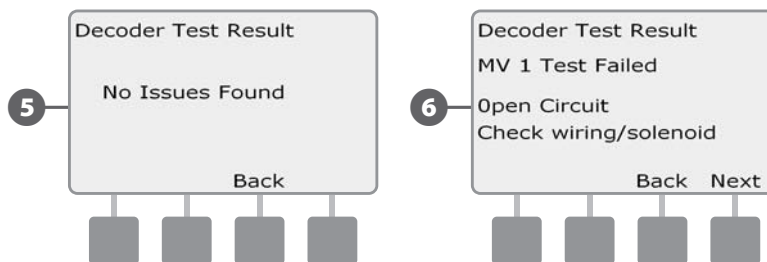 Decoder Test Result
No Issues Found
5
Back
Decoder Test Result
MV 1 Test Failed
6
0pen Circuit
Check wiring/solenoid
Back Next